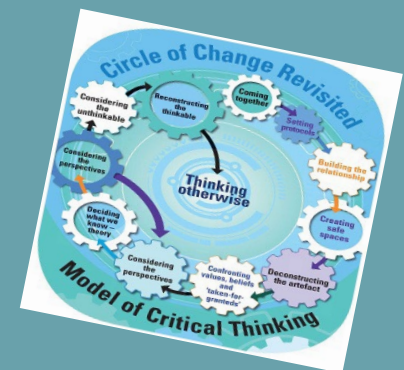 Circle of Change Revisited
Coming
together
Setting
protocols
Building the
relationship
Creating
safe
spaces
Deconstructing
the artefact
Confronting
values, beliefs
and
'taken-for-
granteds'
Considering
the
perspectives
Deciding
what we
know –
theory
Considering
the
perspectives
Considering
the
unthinkable
Reconstructing
the
thinkable
Thinking
otherwise
Model of Critical Thinking